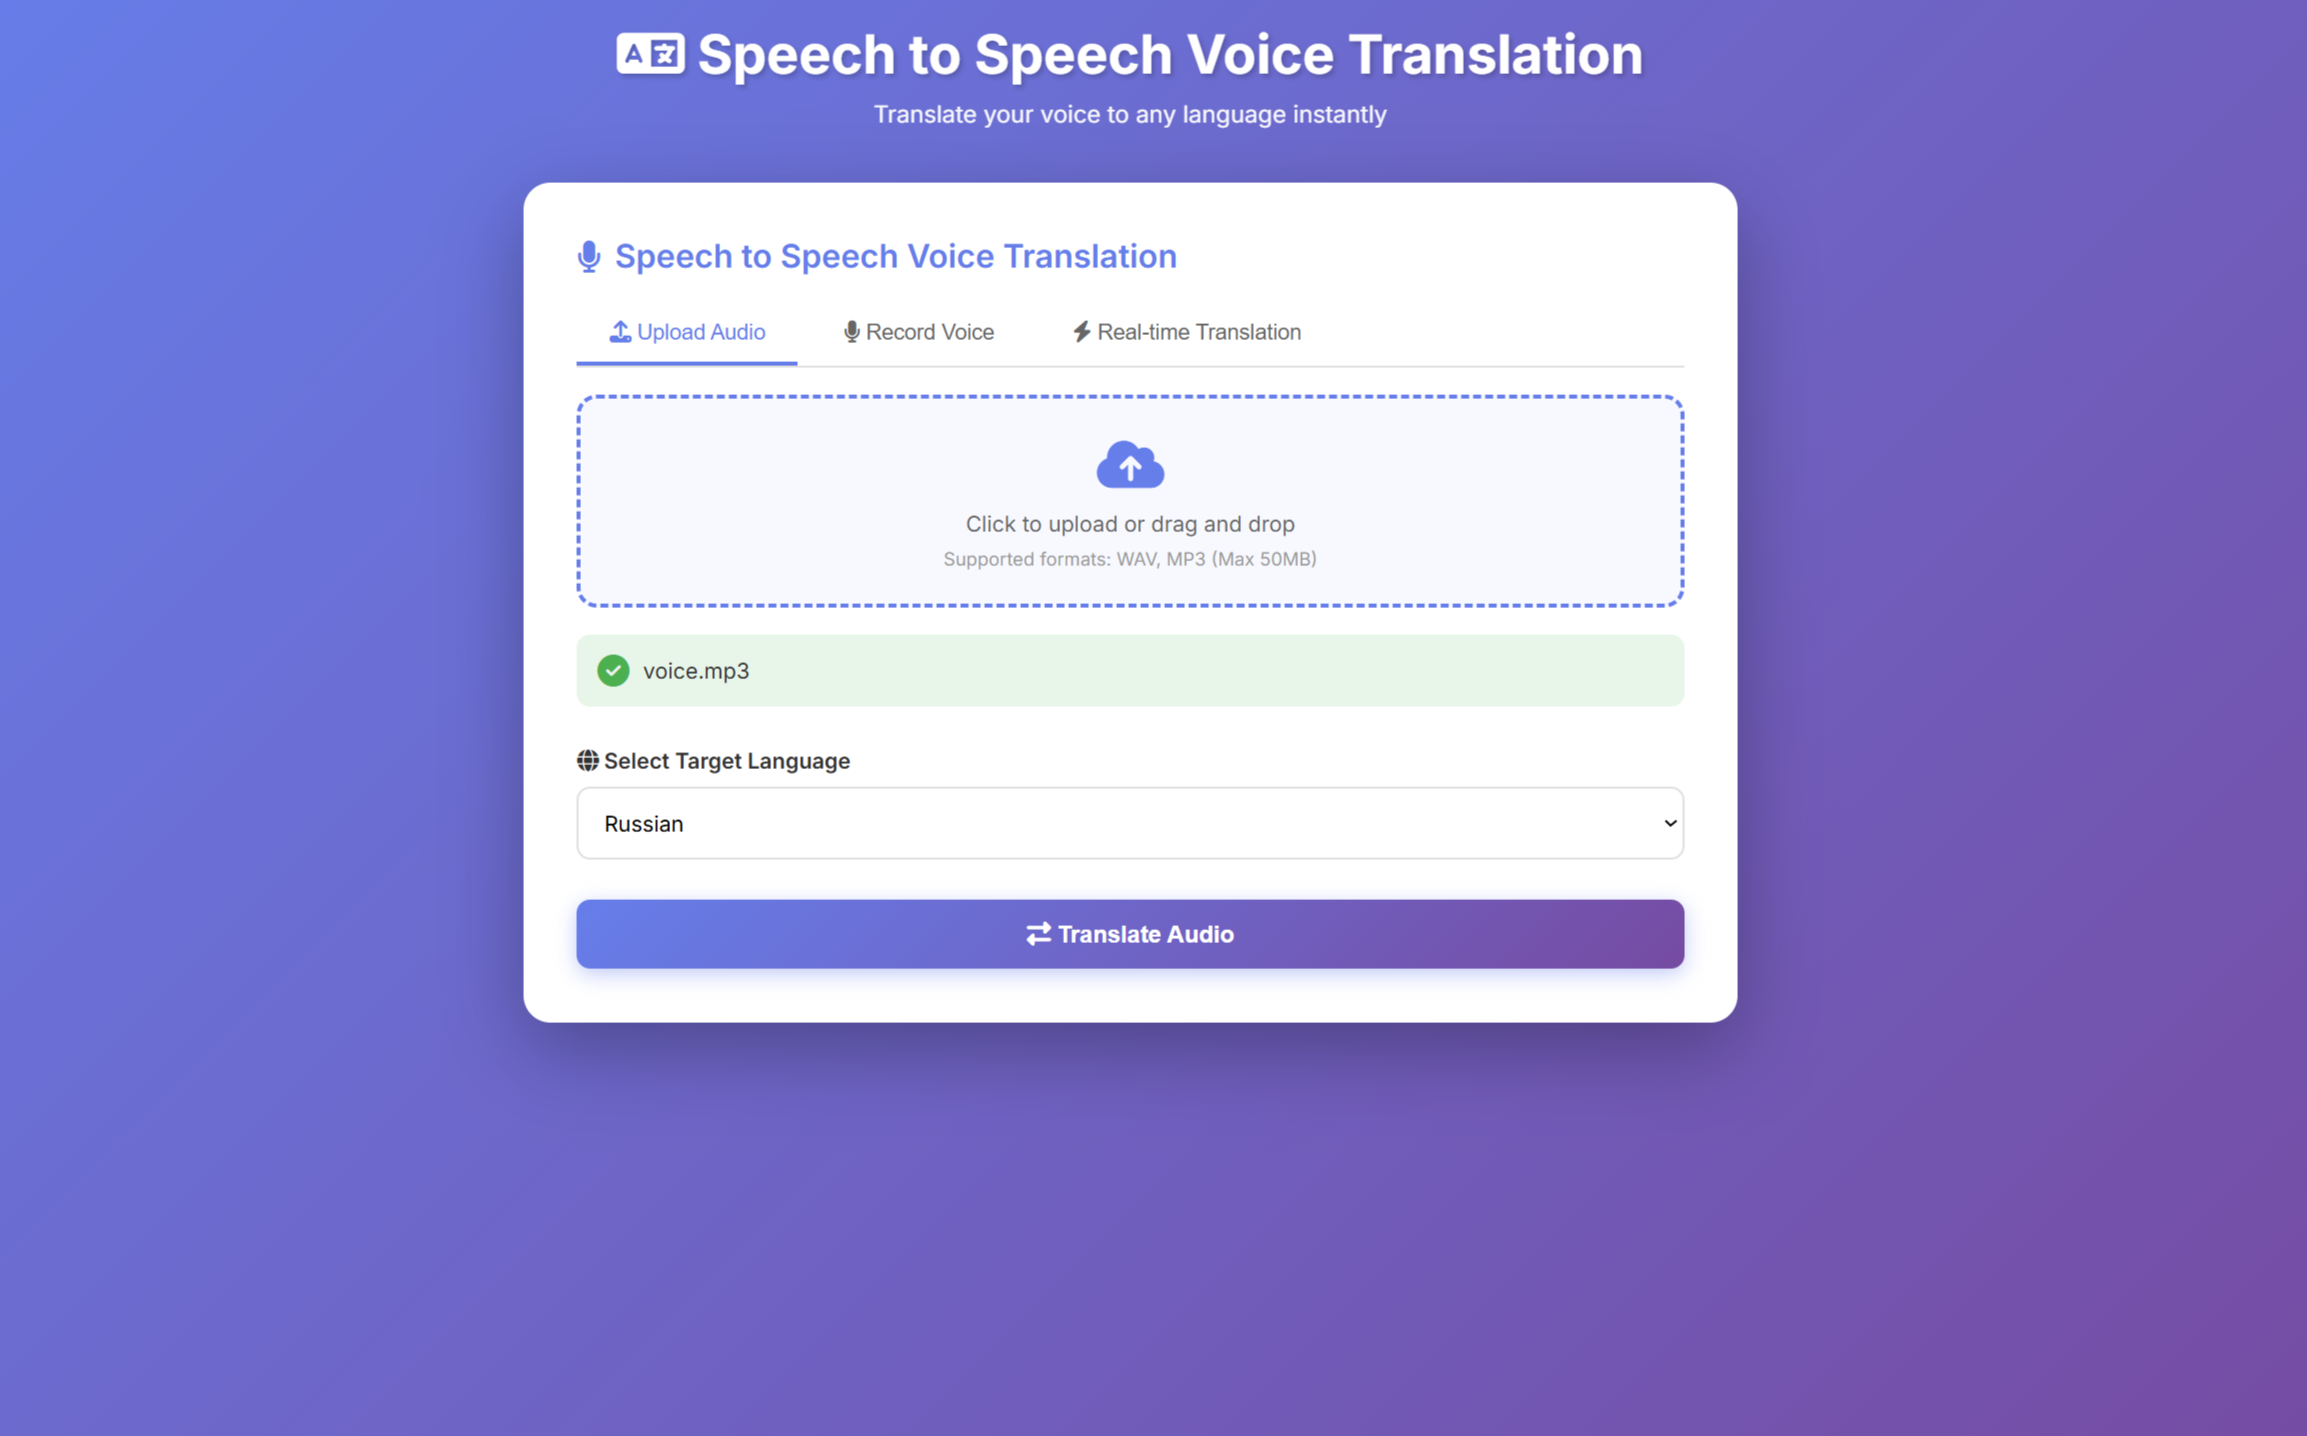 Speech to Speech Voice Translation
Translate your voice to any language instantly
Speech to Speech Voice Translation
Upload Audio
Record Voice
Real-time Translation
Click to upload or drag and drop
Supported formats: WAV, MP3 (Max 50MB)
voice.mp3
Select Target Language
Russian
Translate Audio